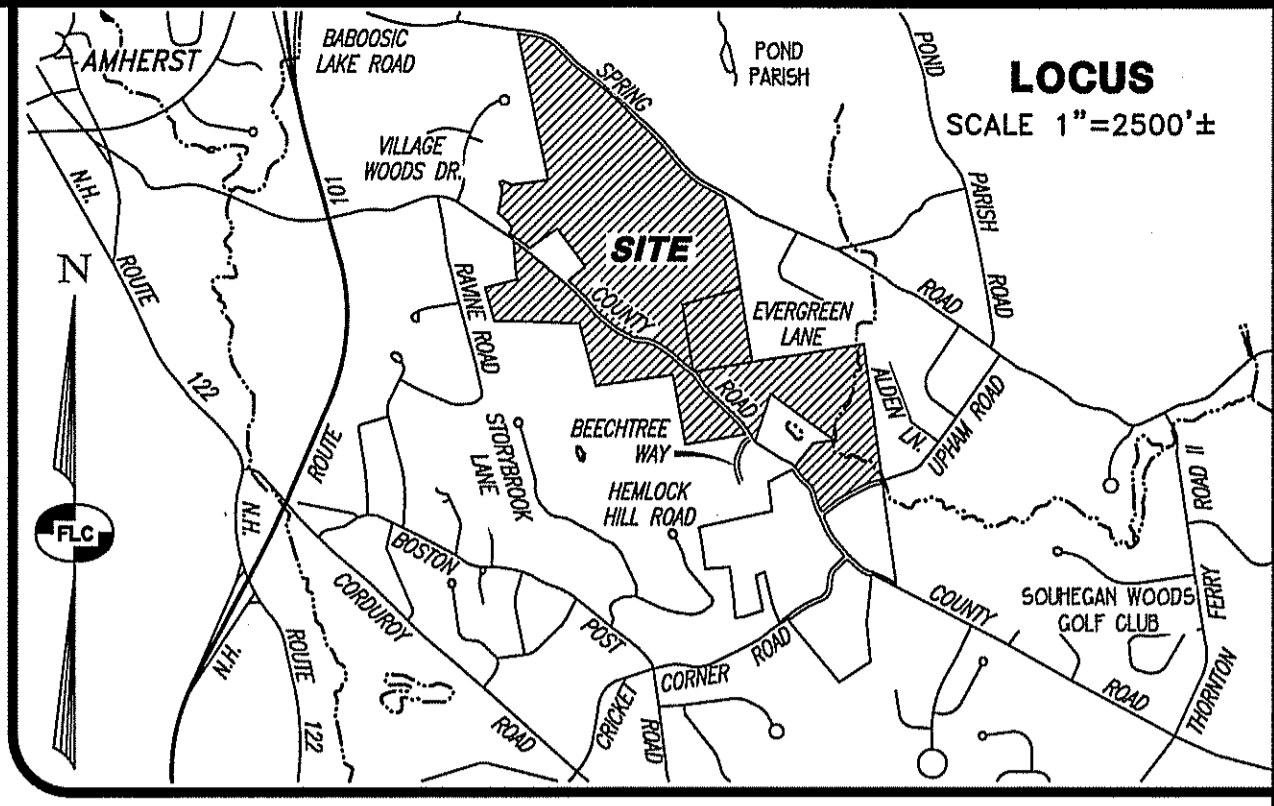 AMHERST
BABOOSIC
LAKE ROAD
SPRING
POND
PARISH
POND
LOCUS
SCALE 1"=2500'±
VILLAGE
WOODS DR.
N.H.
101
PARISH
N
ROUTE
RAVINE ROAD
SITE
COUNTY
ROAD
ROAD
EVERGREEN
LANE
122
ROUTE
STORYBROOK
LANE
BEECHTREE
WAY
ROAD
ALDEN LN.
UPHAM ROAD
HEMLOCK
HILL ROAD
FLC
N.H.
BOSTON
ROAD II
CORDUROY
POST
COUNTY
SOUHEGAN WOODS
GOLF CLUB
FERRY
N.H.
ROUTE
CRICKET
CORNER
ROAD
ROAD
THORNTON
122
ROAD
ROAD